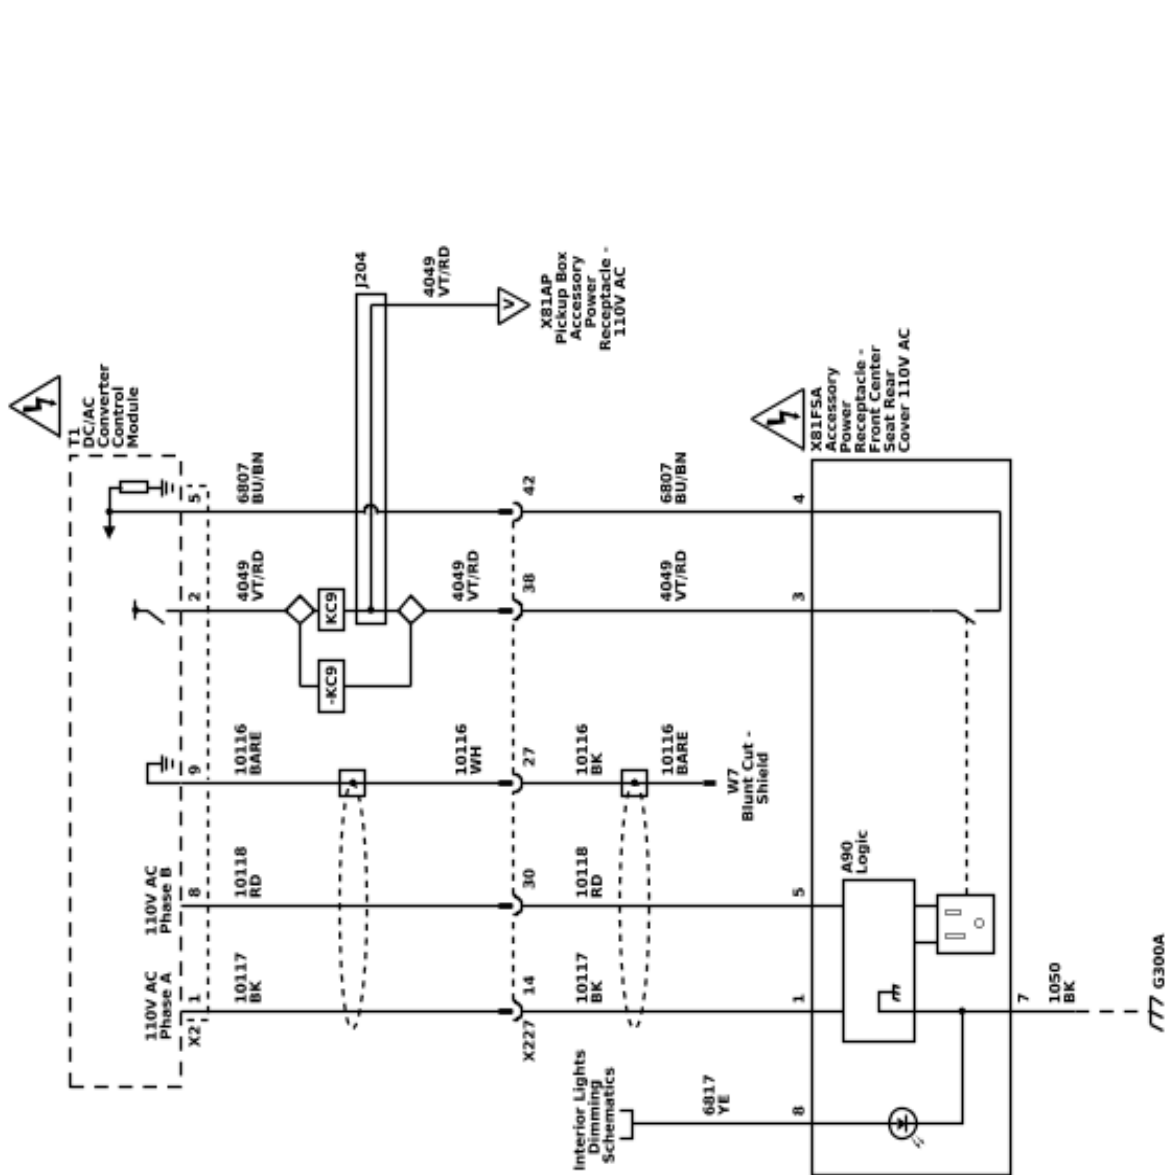 T1
DC/AC
Converter
Control
Module
110V AC
Phase A
110V AC
Phase B
X2
1
8
9
2
5
10117
BK
10118
RD
10116
BARE
4049
VT/RD
6807
BU/BN
-KC9
KC9
J204
4049
VT/RD
V
X81AP
Pickup Box
Accessory
Power
Receptacle -
110V AC
10116
WH
4049
VT/RD
X227
14
30
27
38
42
Interior Lights
Dimming
Schematics
10117
BK
10118
RD
10116
BK
10116
BARE
W7
Blunt Cut -
Shield
4049
VT/RD
6807
BU/BN
6817
YE
8
1
5
3
4
X81FSA
Accessory
Power
Receptacle -
Front Center
Seat Rear
Cover 110V AC
A90
Logic
7
1050
BK
G300A